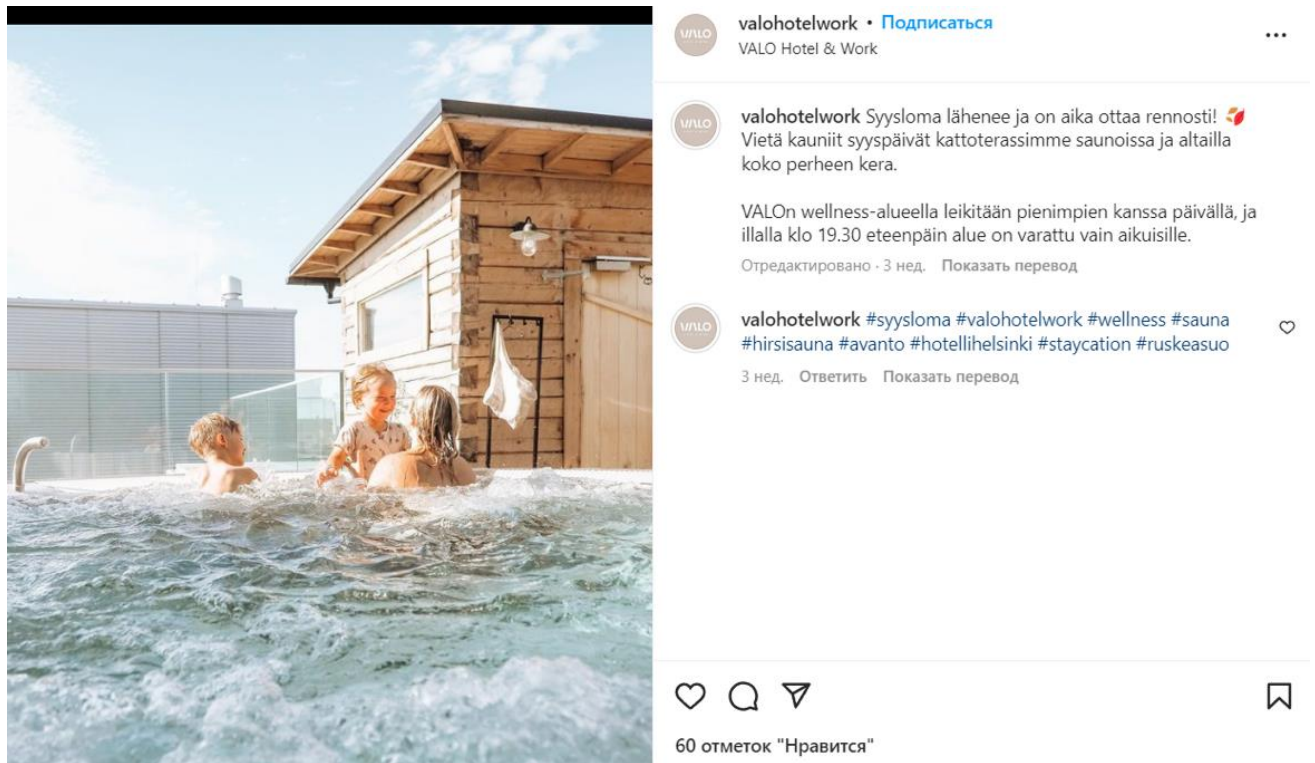 VALO
valohotelwork • Подписаться
VALO Hotel & Work
VALO
valohotelwork Syysloma lähenee ja on aika ottaa rennosti!
Vietä kauniit syyspäivät kattoterassimme saunoissa ja altailla
koko perheen kera.
VALOn wellness-alueella leikitään pienimpien kanssa päivällä, ja
illalla klo 19.30 eteenpäin alue on varattu vain aikuisille.
Отредактировано · 3 нед. Показать перевод
VALO
valohotelwork #syysloma #valohotelwork #wellness #sauna
#hirsisauna #avanto #hotellihelsinki #staycation #ruskeasuo
3 нед. Ответить Показать перевод
60 отметок "Нравится"